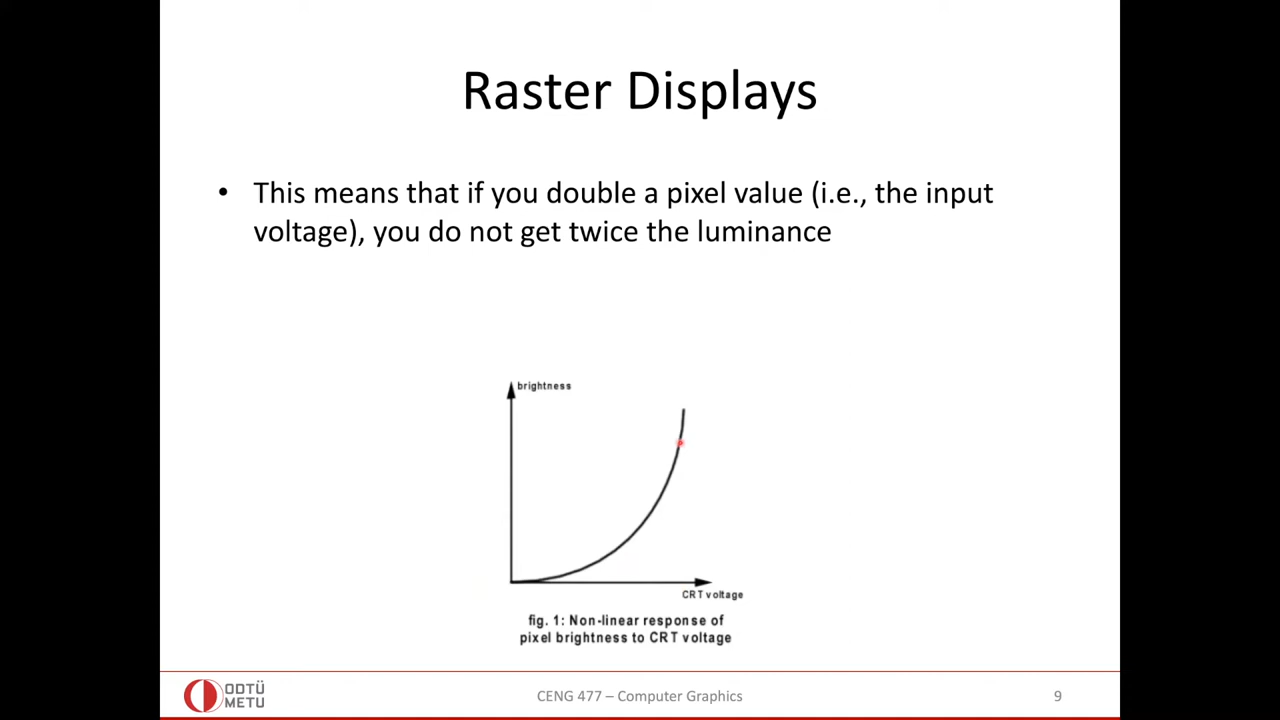 Raster Displays
• This means that if you double a pixel value (i.e., the input
voltage), you do not get twice the luminance
brightness
CRT voltage
fig. 1: Non-linear response of
pixel brightness to CRT voltage
ODTÜ
METU
CENG 477 – Computer Graphics
9